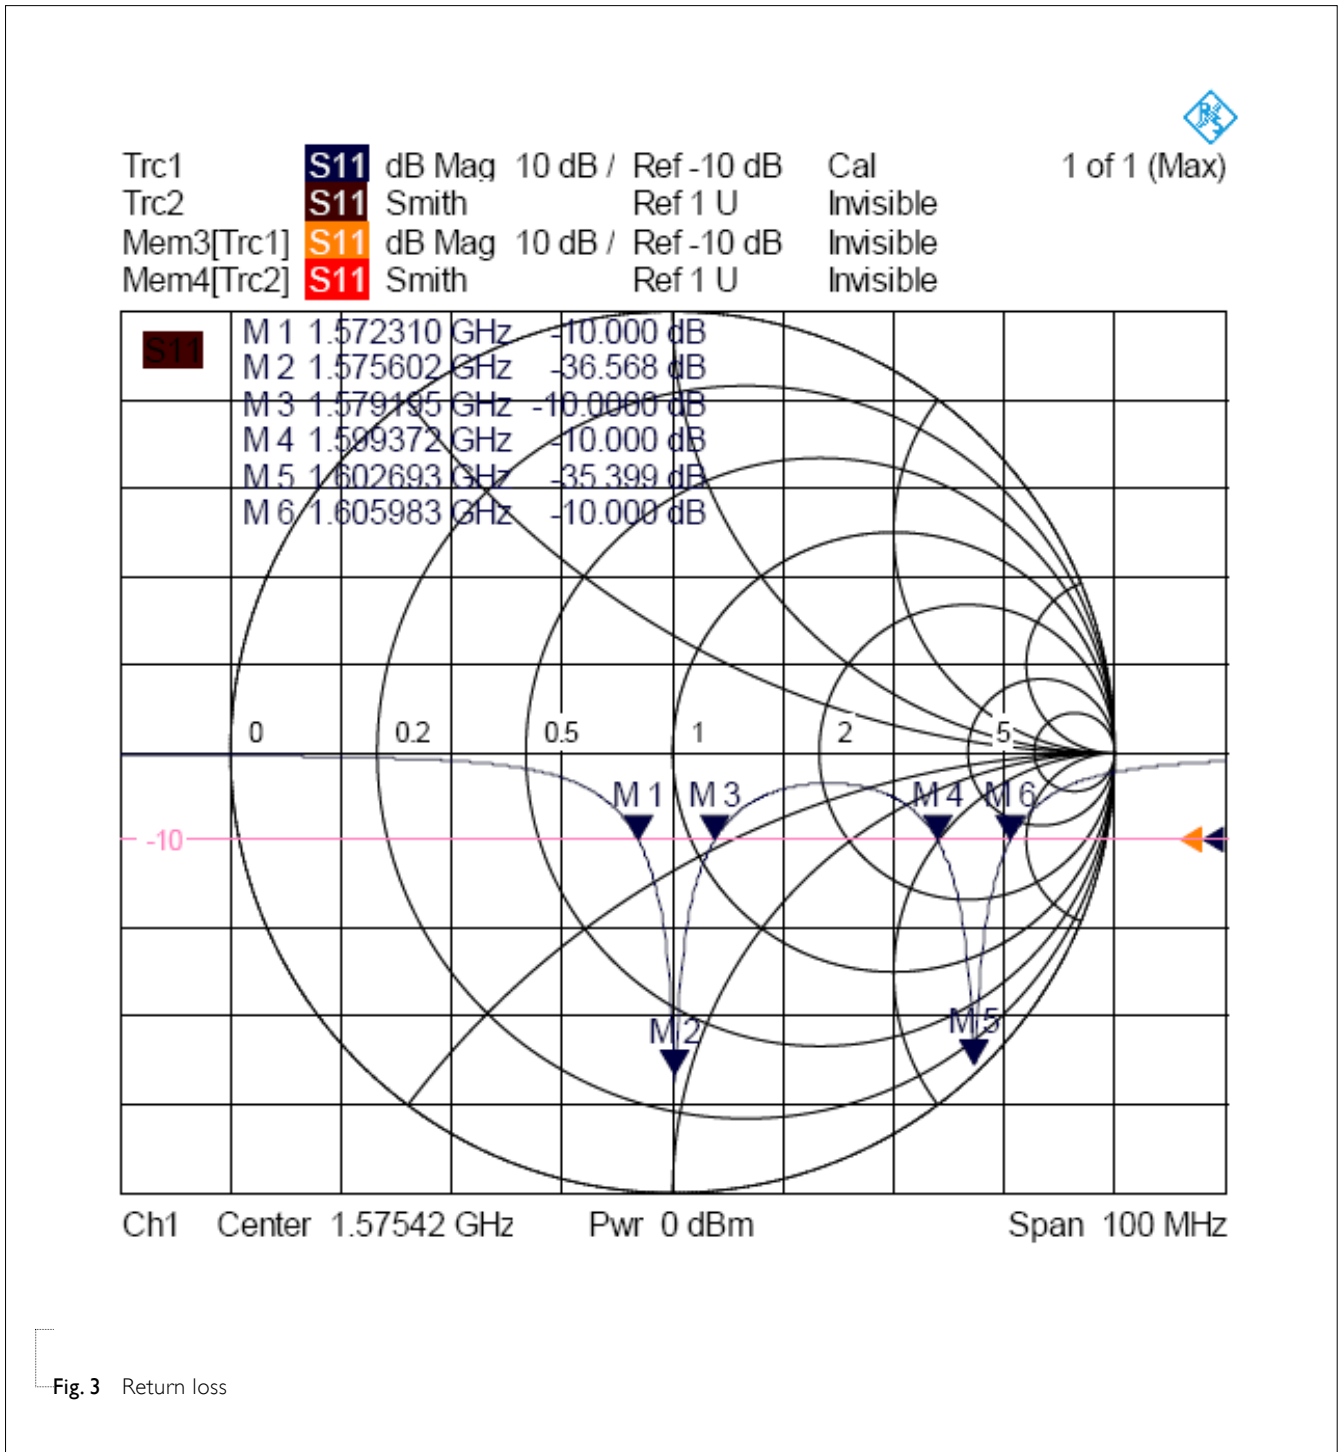 R&S
Trc1 S11 dB Mag 10 dB / Ref -10 dB Cal 1 of 1 (Max)
Trc2 S11 Smith Ref 1 U Invisible
Mem3[Trc1] S11 dB Mag 10 dB / Ref -10 dB Invisible
Mem4[Trc2] S11 Smith Ref 1 U Invisible
S11
M 1 1.572310 GHz -10.000 dB
M 2 1.575602 GHz -36.568 dB
M 3 1.579195 GHz -10.0000 dB
M 4 1.599372 GHz -10.000 dB
M 5 1.602693 GHz -35.399 dB
M 6 1.605983 GHz -10.000 dB
0 0.2 0.5 1 2 5
M 1 M 3 M 4 M 6
-10
M 2 M 5
Ch1 Center 1.57542 GHz Pwr 0 dBm Span 100 MHz
Fig. 3 Return loss